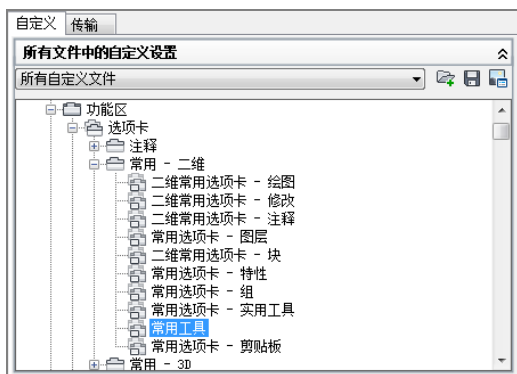 自定义 传输
所有文件中的自定义设置
所有自定义文件
功能区
选项卡
注释
常用 - 二维
二维常用选项卡 - 绘图
二维常用选项卡 - 修改
二维常用选项卡 - 注释
常用选项卡 - 图层
二维常用选项卡 - 块
常用选项卡 - 特性
常用选项卡 - 组
常用选项卡 - 实用工具
常用工具
常用选项卡 - 剪贴板
常用 - 3D